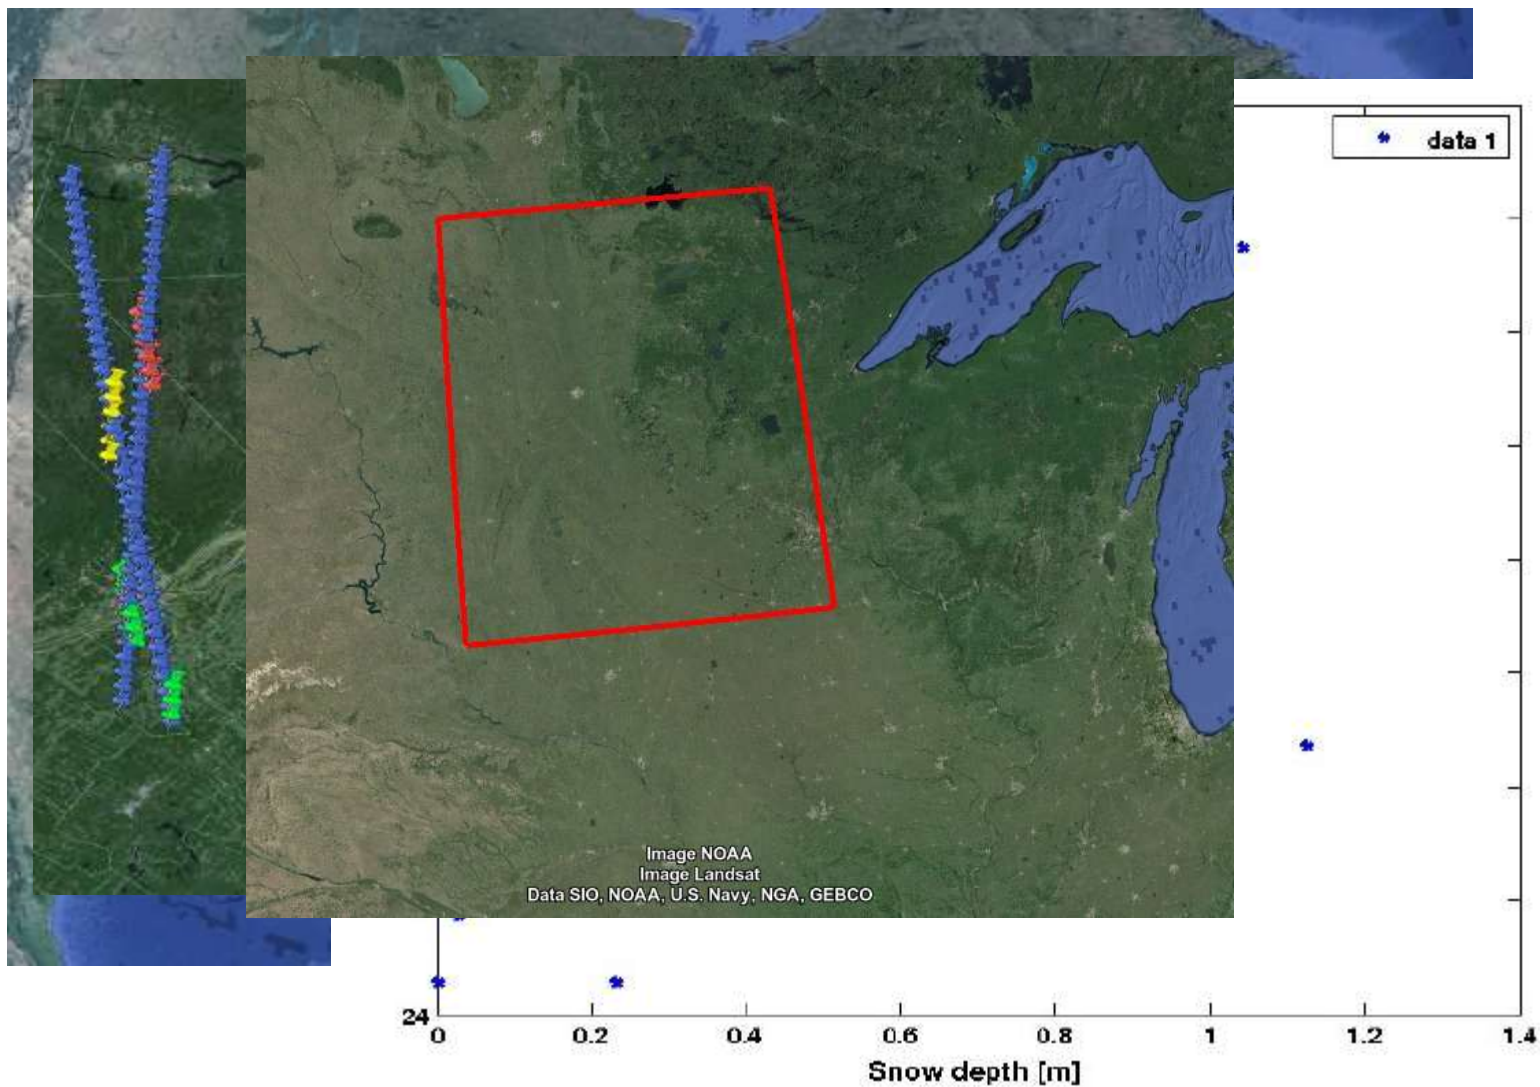 data 1
Image NOAA
Image Landsat
Data SIO, NOAA, U.S. Navy, NGA, GEBCO
24
0 0.2 0.4 0.6 0.8 1 1.2 1.4
Snow depth [m]